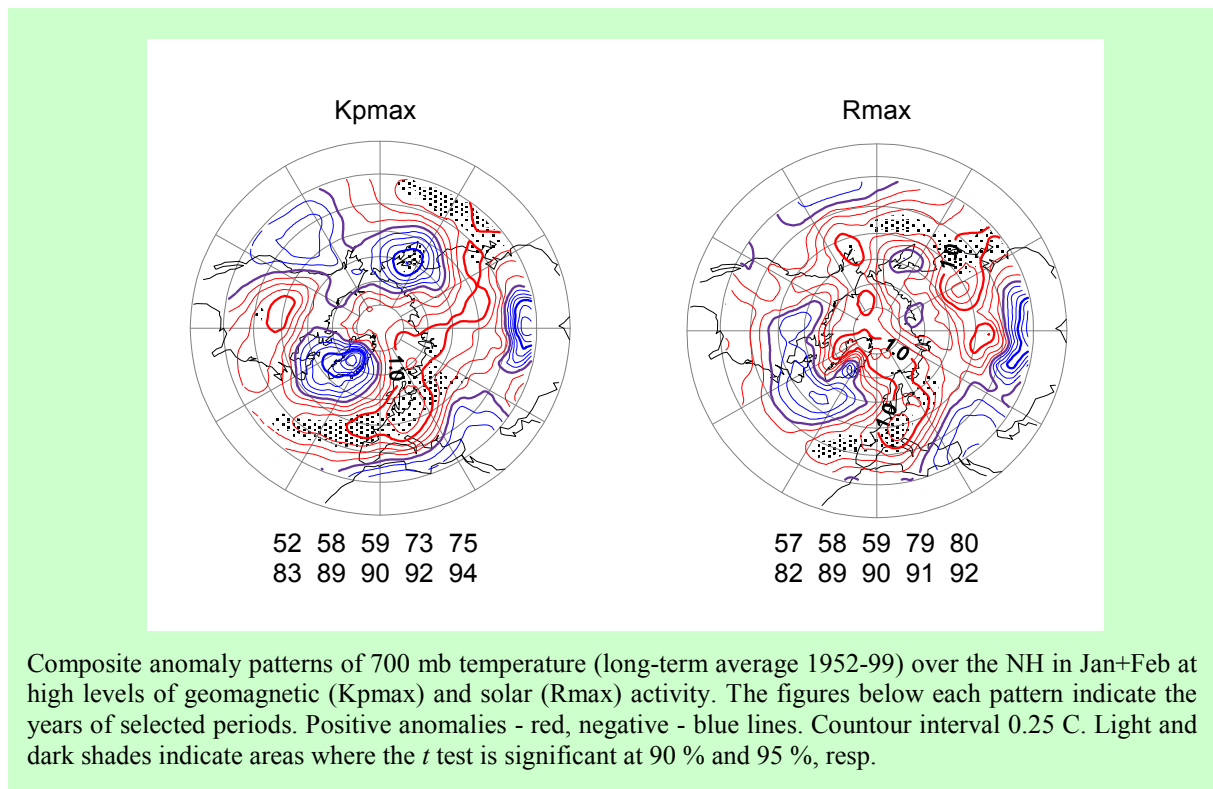 Kpmax
Rmax
1.0
1.0
1.0
1.0
52 58 59 73 75
83 89 90 92 94
57 58 59 79 80
82 89 90 91 92
Composite anomaly patterns of 700 mb temperature (long-term average 1952-99) over the NH in Jan+Feb at
high levels of geomagnetic (Kpmax) and solar (Rmax) activity. The figures below each pattern indicate the
years of selected periods. Positive anomalies - red, negative - blue lines. Countour interval 0.25 C. Light and
dark shades indicate areas where the t test is significant at 90 % and 95 %, resp.